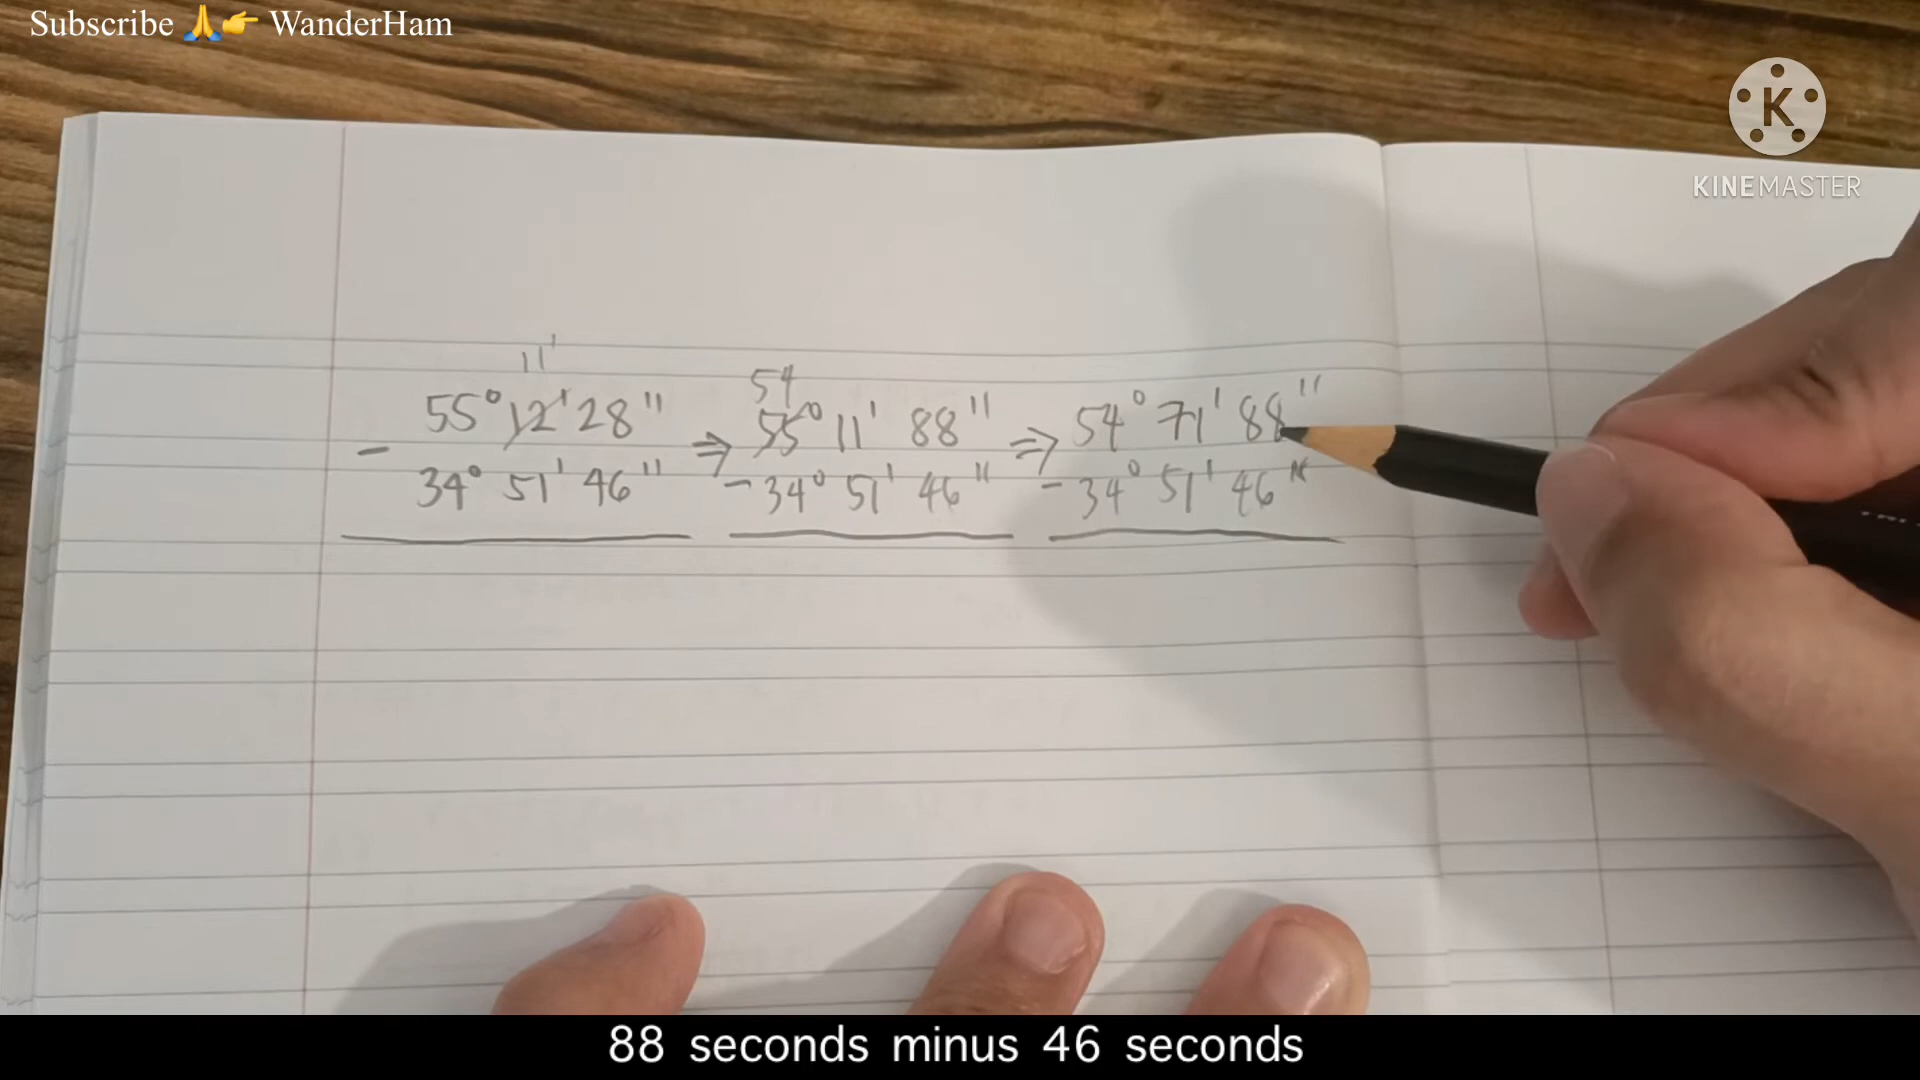 Subscribe 🙏👉 WanderHam
K
KINEMASTER
11'
55° 12' 28"
- 34° 51' 46"
54
⇒ 55° 11' 88"
- 34° 51' 46"
⇒ 54° 71' 88"
- 34° 51' 46"
88 seconds minus 46 seconds